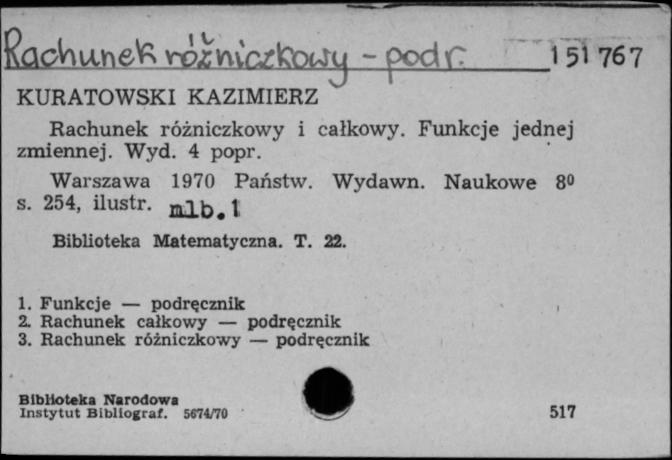 Rachunek różniczkowy - podr. 151 767
KURATOWSKI KAZIMIERZ
Rachunek różniczkowy i całkowy. Funkcje jednej
zmiennej. Wyd. 4 popr.
Warszawa 1970 Państw. Wydawn. Naukowe 8⁰
s. 254, ilustr. mlb. 1
Biblioteka Matematyczna. T. 22.
1. Funkcje — podręcznik
2. Rachunek całkowy — podręcznik
3. Rachunek różniczkowy — podręcznik
Biblioteka Narodowa
Instytut Bibliograf. 5674/70 517